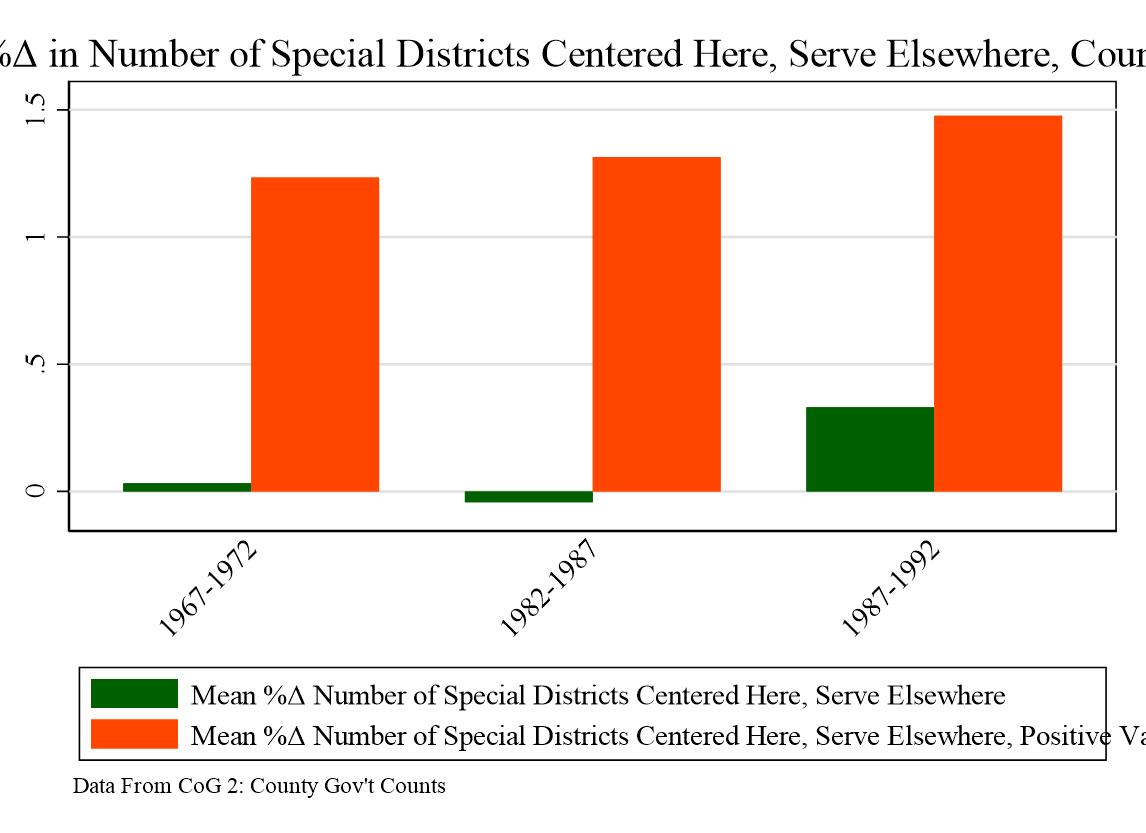 %Δ in Number of Special Districts Centered Here, Serve Elsewhere,
1.5
1
.5
0
1967-1972
1982-1987
1987-1992
Mean %Δ Number of Special Districts Centered Here, Serve Elsewhere
Mean %Δ Number of Special Districts Centered Here, Serve Elsewhere, Positive
Data From CoG 2: County Gov't Counts